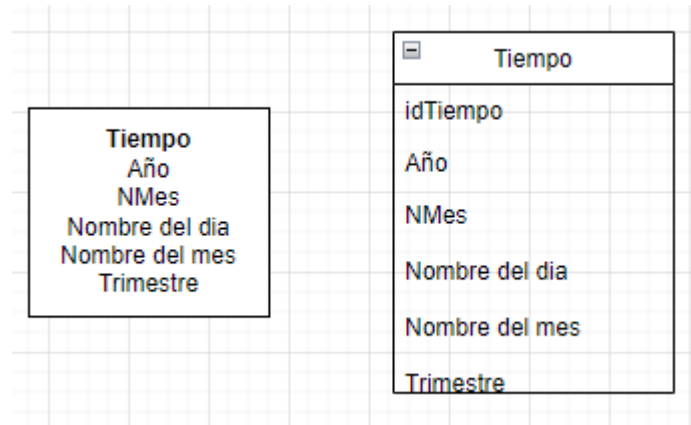 Tiempo
Año
NMes
Nombre del dia
Nombre del mes
Trimestre
Tiempo
idTiempo
Año
NMes
Nombre del dia
Nombre del mes
Trimestre